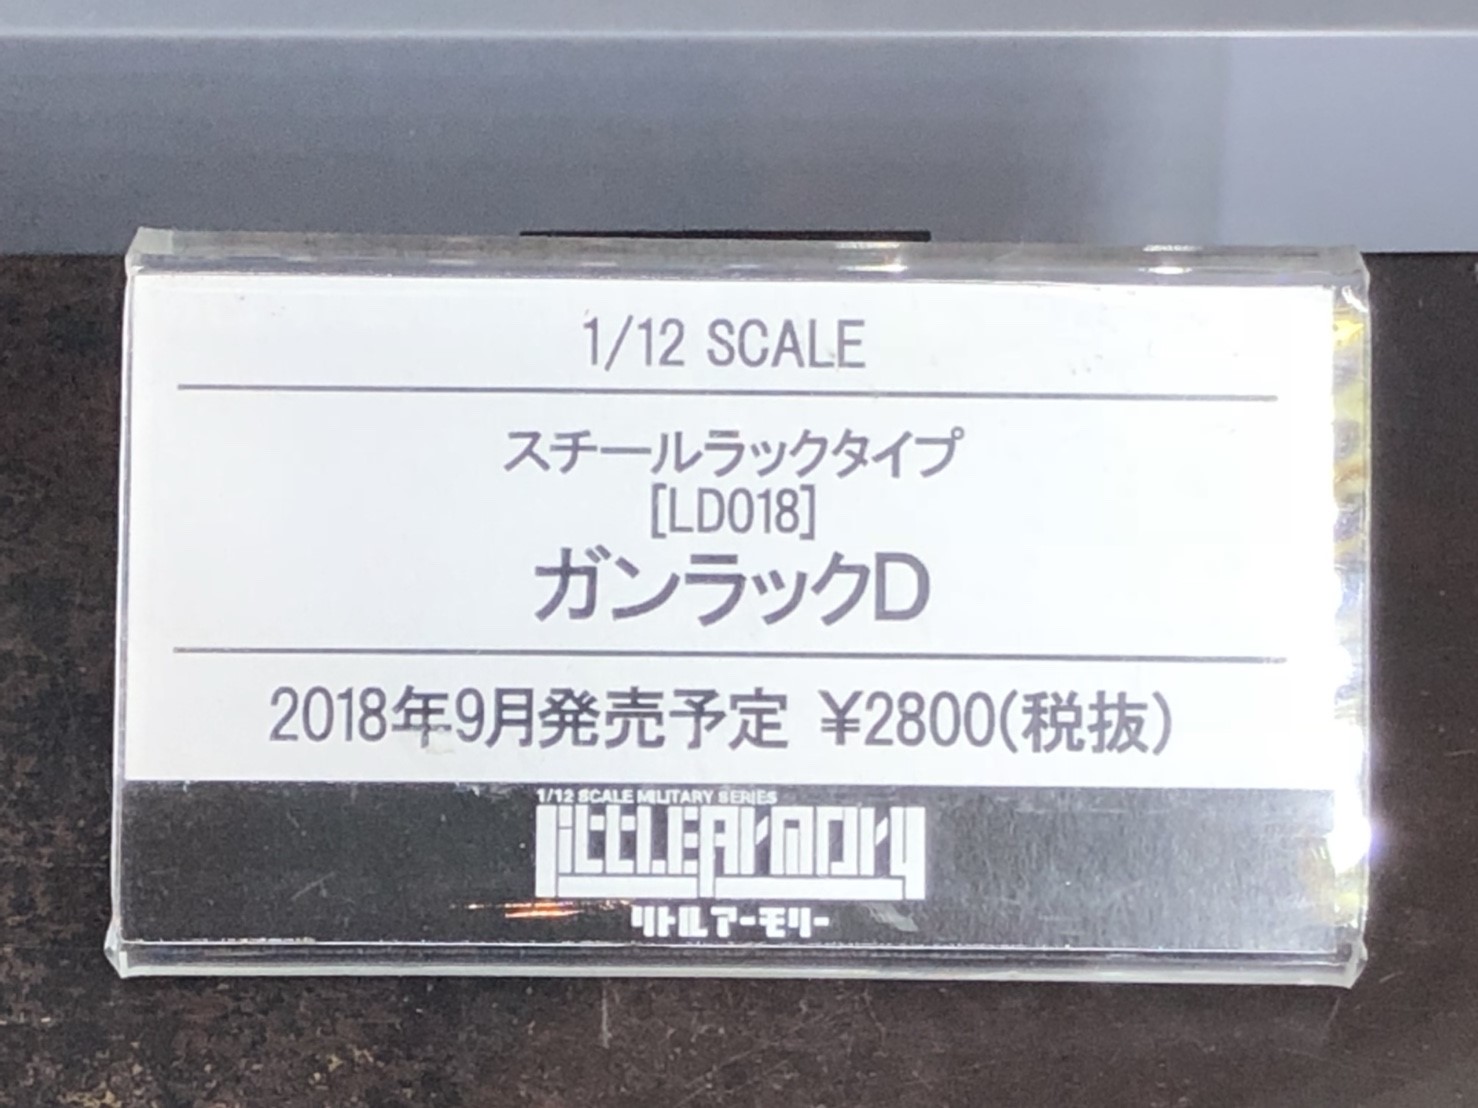 1/12 SCALE
スチールラックタイプ
[LD018]
ガンラックD
2018年9月発売予定 ¥2800(税抜)
1/12 SCALE MILITARY SERIES
LittLEArmory
リトルアーモリー